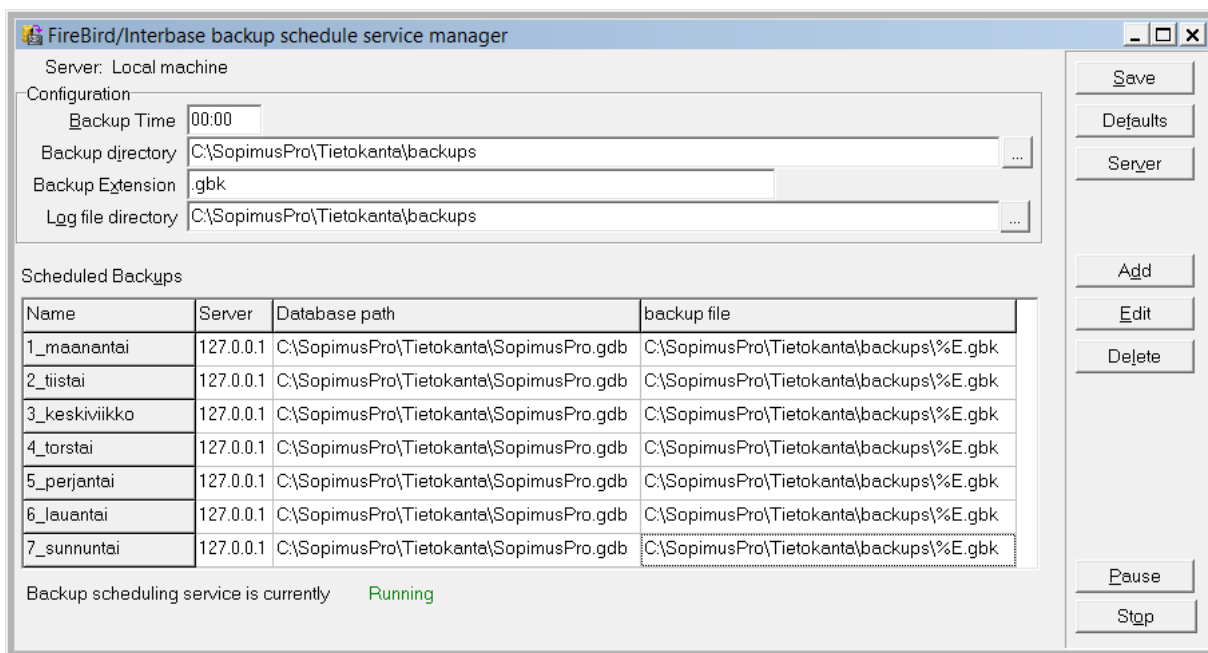 FireBird/Interbase backup schedule service manager
Server: Local machine
Save
Configuration
Backup Time 00:00
Defaults
Backup directory C:\SopimusPro\Tietokanta\backups ...
Server
Backup Extension .gbk
Log file directory C:\SopimusPro\Tietokanta\backups ...
Scheduled Backups
Add
Name Server Database path backup file
Edit
1_maanantai 127.0.0.1 C:\SopimusPro\Tietokanta\SopimusPro.gdb C:\SopimusPro\Tietokanta\backups\%E.gbk
Delete
2_tiistai 127.0.0.1 C:\SopimusPro\Tietokanta\SopimusPro.gdb C:\SopimusPro\Tietokanta\backups\%E.gbk
3_keskiviikko 127.0.0.1 C:\SopimusPro\Tietokanta\SopimusPro.gdb C:\SopimusPro\Tietokanta\backups\%E.gbk
4_torstai 127.0.0.1 C:\SopimusPro\Tietokanta\SopimusPro.gdb C:\SopimusPro\Tietokanta\backups\%E.gbk
5_perjantai 127.0.0.1 C:\SopimusPro\Tietokanta\SopimusPro.gdb C:\SopimusPro\Tietokanta\backups\%E.gbk
6_lauantai 127.0.0.1 C:\SopimusPro\Tietokanta\SopimusPro.gdb C:\SopimusPro\Tietokanta\backups\%E.gbk
7_sunnuntai 127.0.0.1 C:\SopimusPro\Tietokanta\SopimusPro.gdb C:\SopimusPro\Tietokanta\backups\%E.gbk
Pause
Backup scheduling service is currently Running
Stop